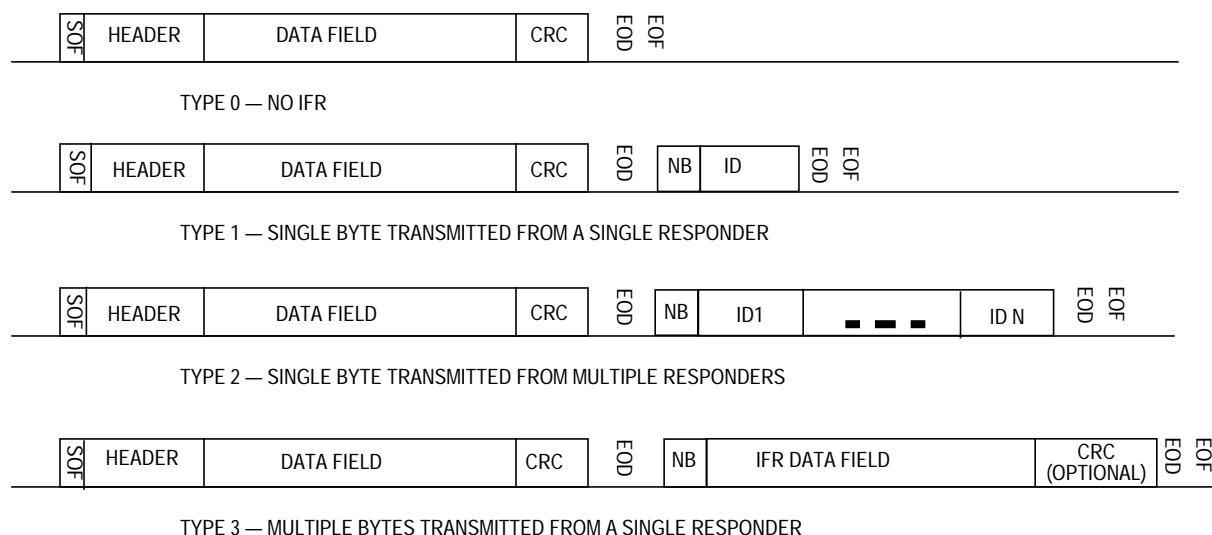 SOF HEADER DATA FIELD CRC EOD EOF
TYPE 0 — NO IFR
SOF HEADER DATA FIELD CRC EOD NB ID EOD EOF
TYPE 1 — SINGLE BYTE TRANSMITTED FROM A SINGLE RESPONDER
SOF HEADER DATA FIELD CRC EOD NB ID1 ID N EOD EOF
TYPE 2 — SINGLE BYTE TRANSMITTED FROM MULTIPLE RESPONDERS
SOF HEADER DATA FIELD CRC EOD NB IFR DATA FIELD CRC (OPTIONAL) EOD EOF
TYPE 3 — MULTIPLE BYTES TRANSMITTED FROM A SINGLE RESPONDER